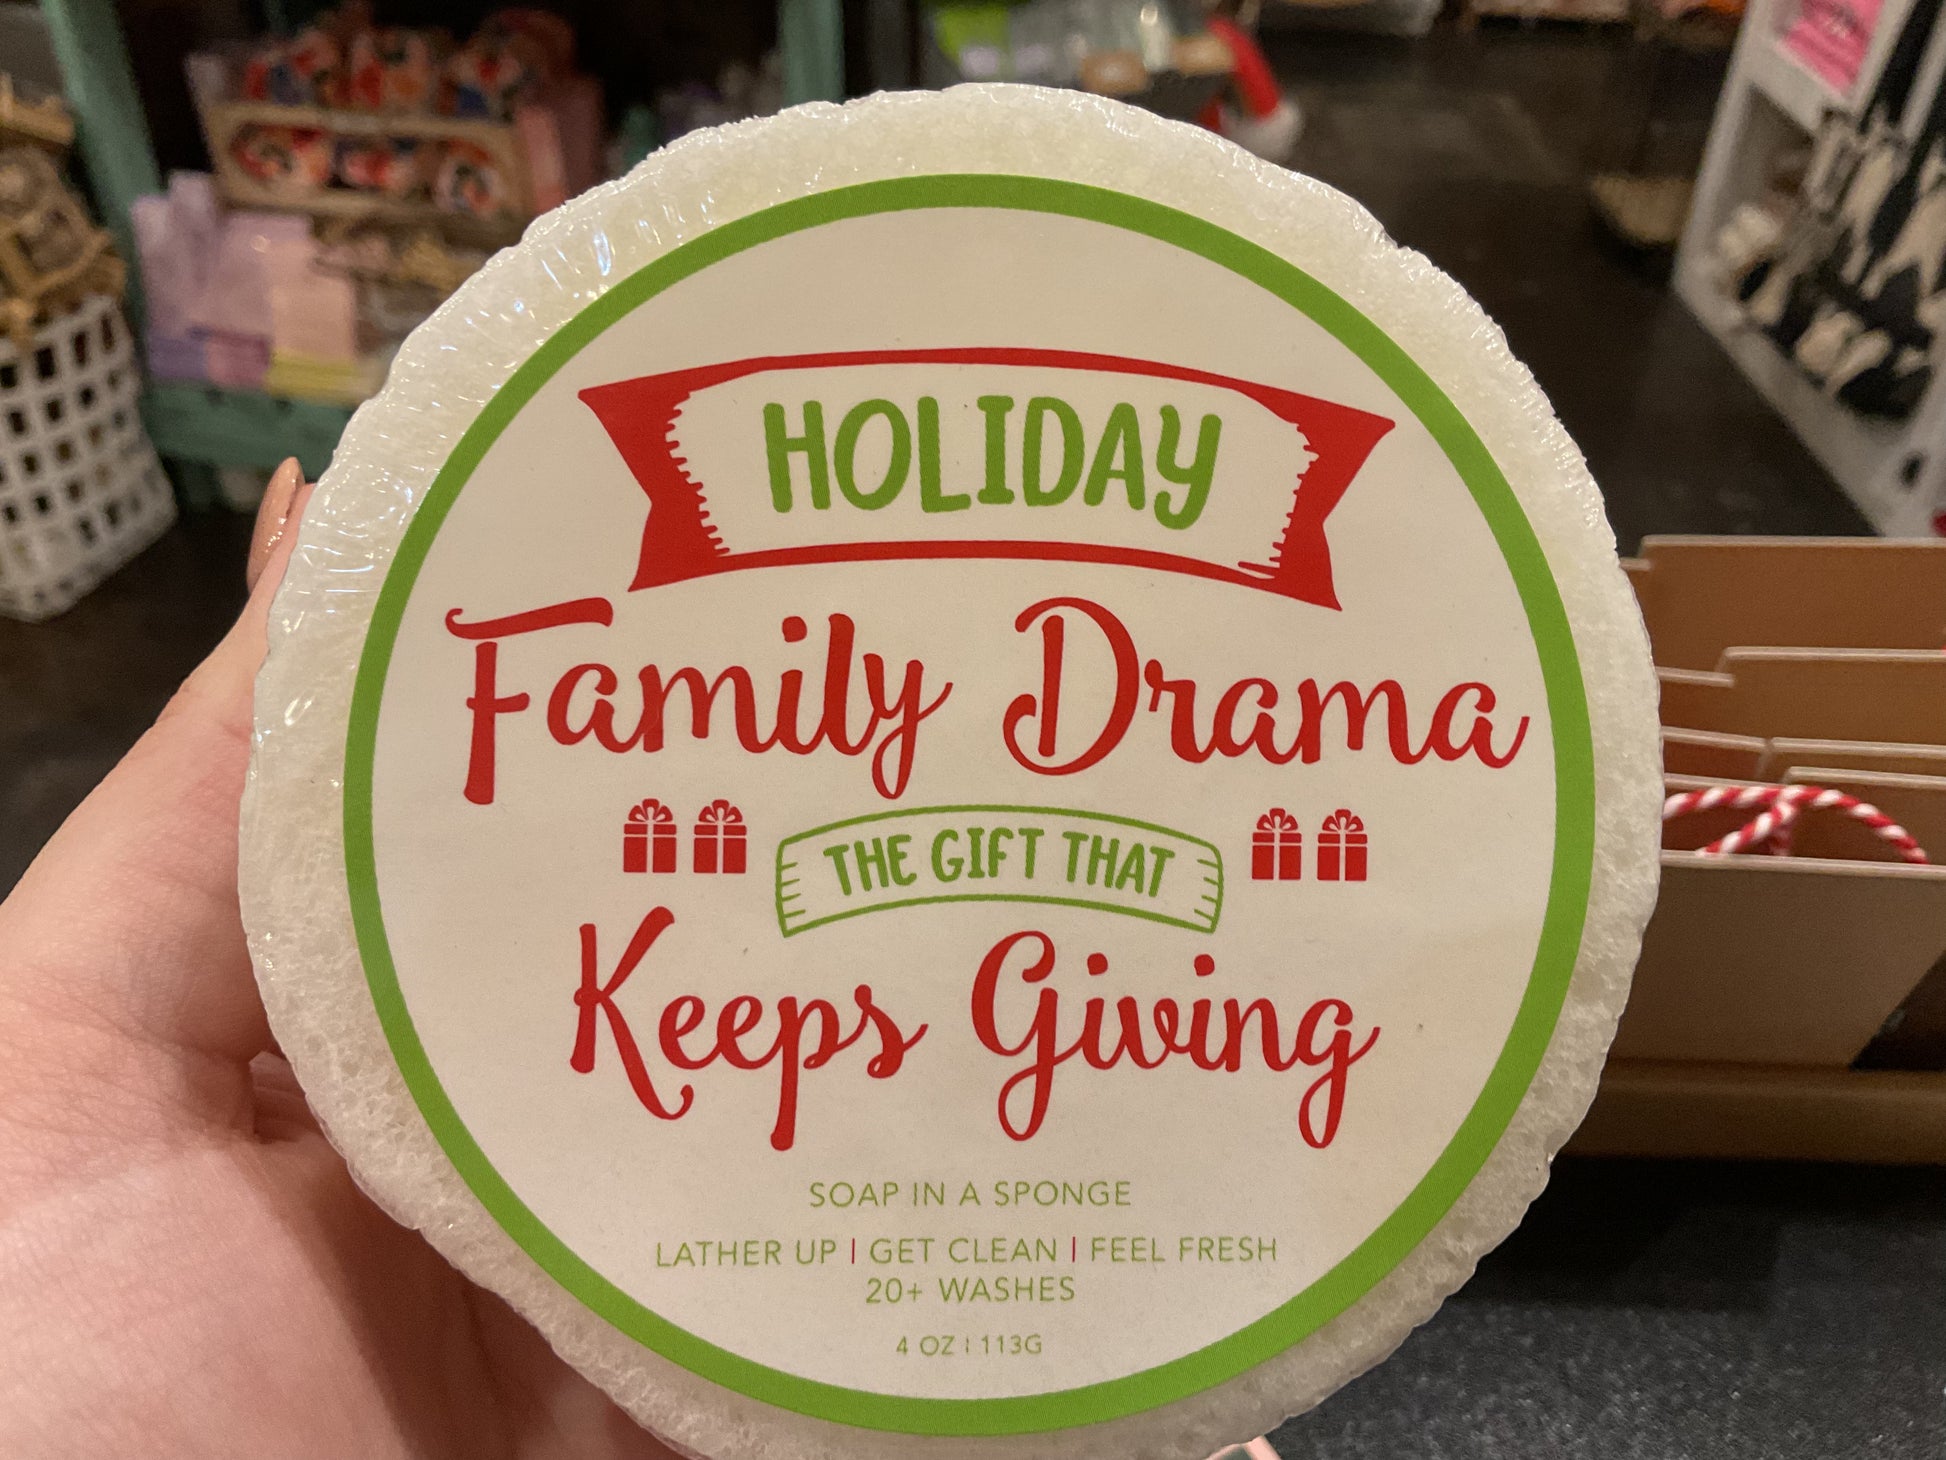 HOLIDAY
Family Drama
THE GIFT THAT
Keeps Giving
SOAP IN A SPONGE
LATHER UP | GET CLEAN | FEEL FRESH
20+ WASHES
4 OZ | 113G